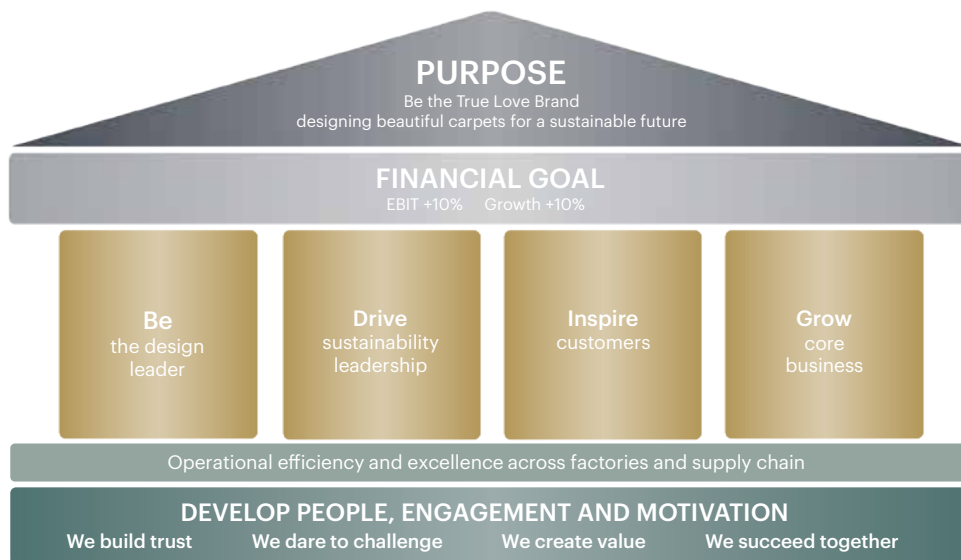 PURPOSE
Be the True Love Brand
designing beautiful carpets for a sustainable future
FINANCIAL GOAL
EBIT +10% Growth +10%
Be
the design
leader
Drive
sustainability
leadership
Inspire
customers
Grow
core
business
Operational efficiency and excellence across factories and supply chain
DEVELOP PEOPLE, ENGAGEMENT AND MOTIVATION
We build trust We dare to challenge We create value We succeed together